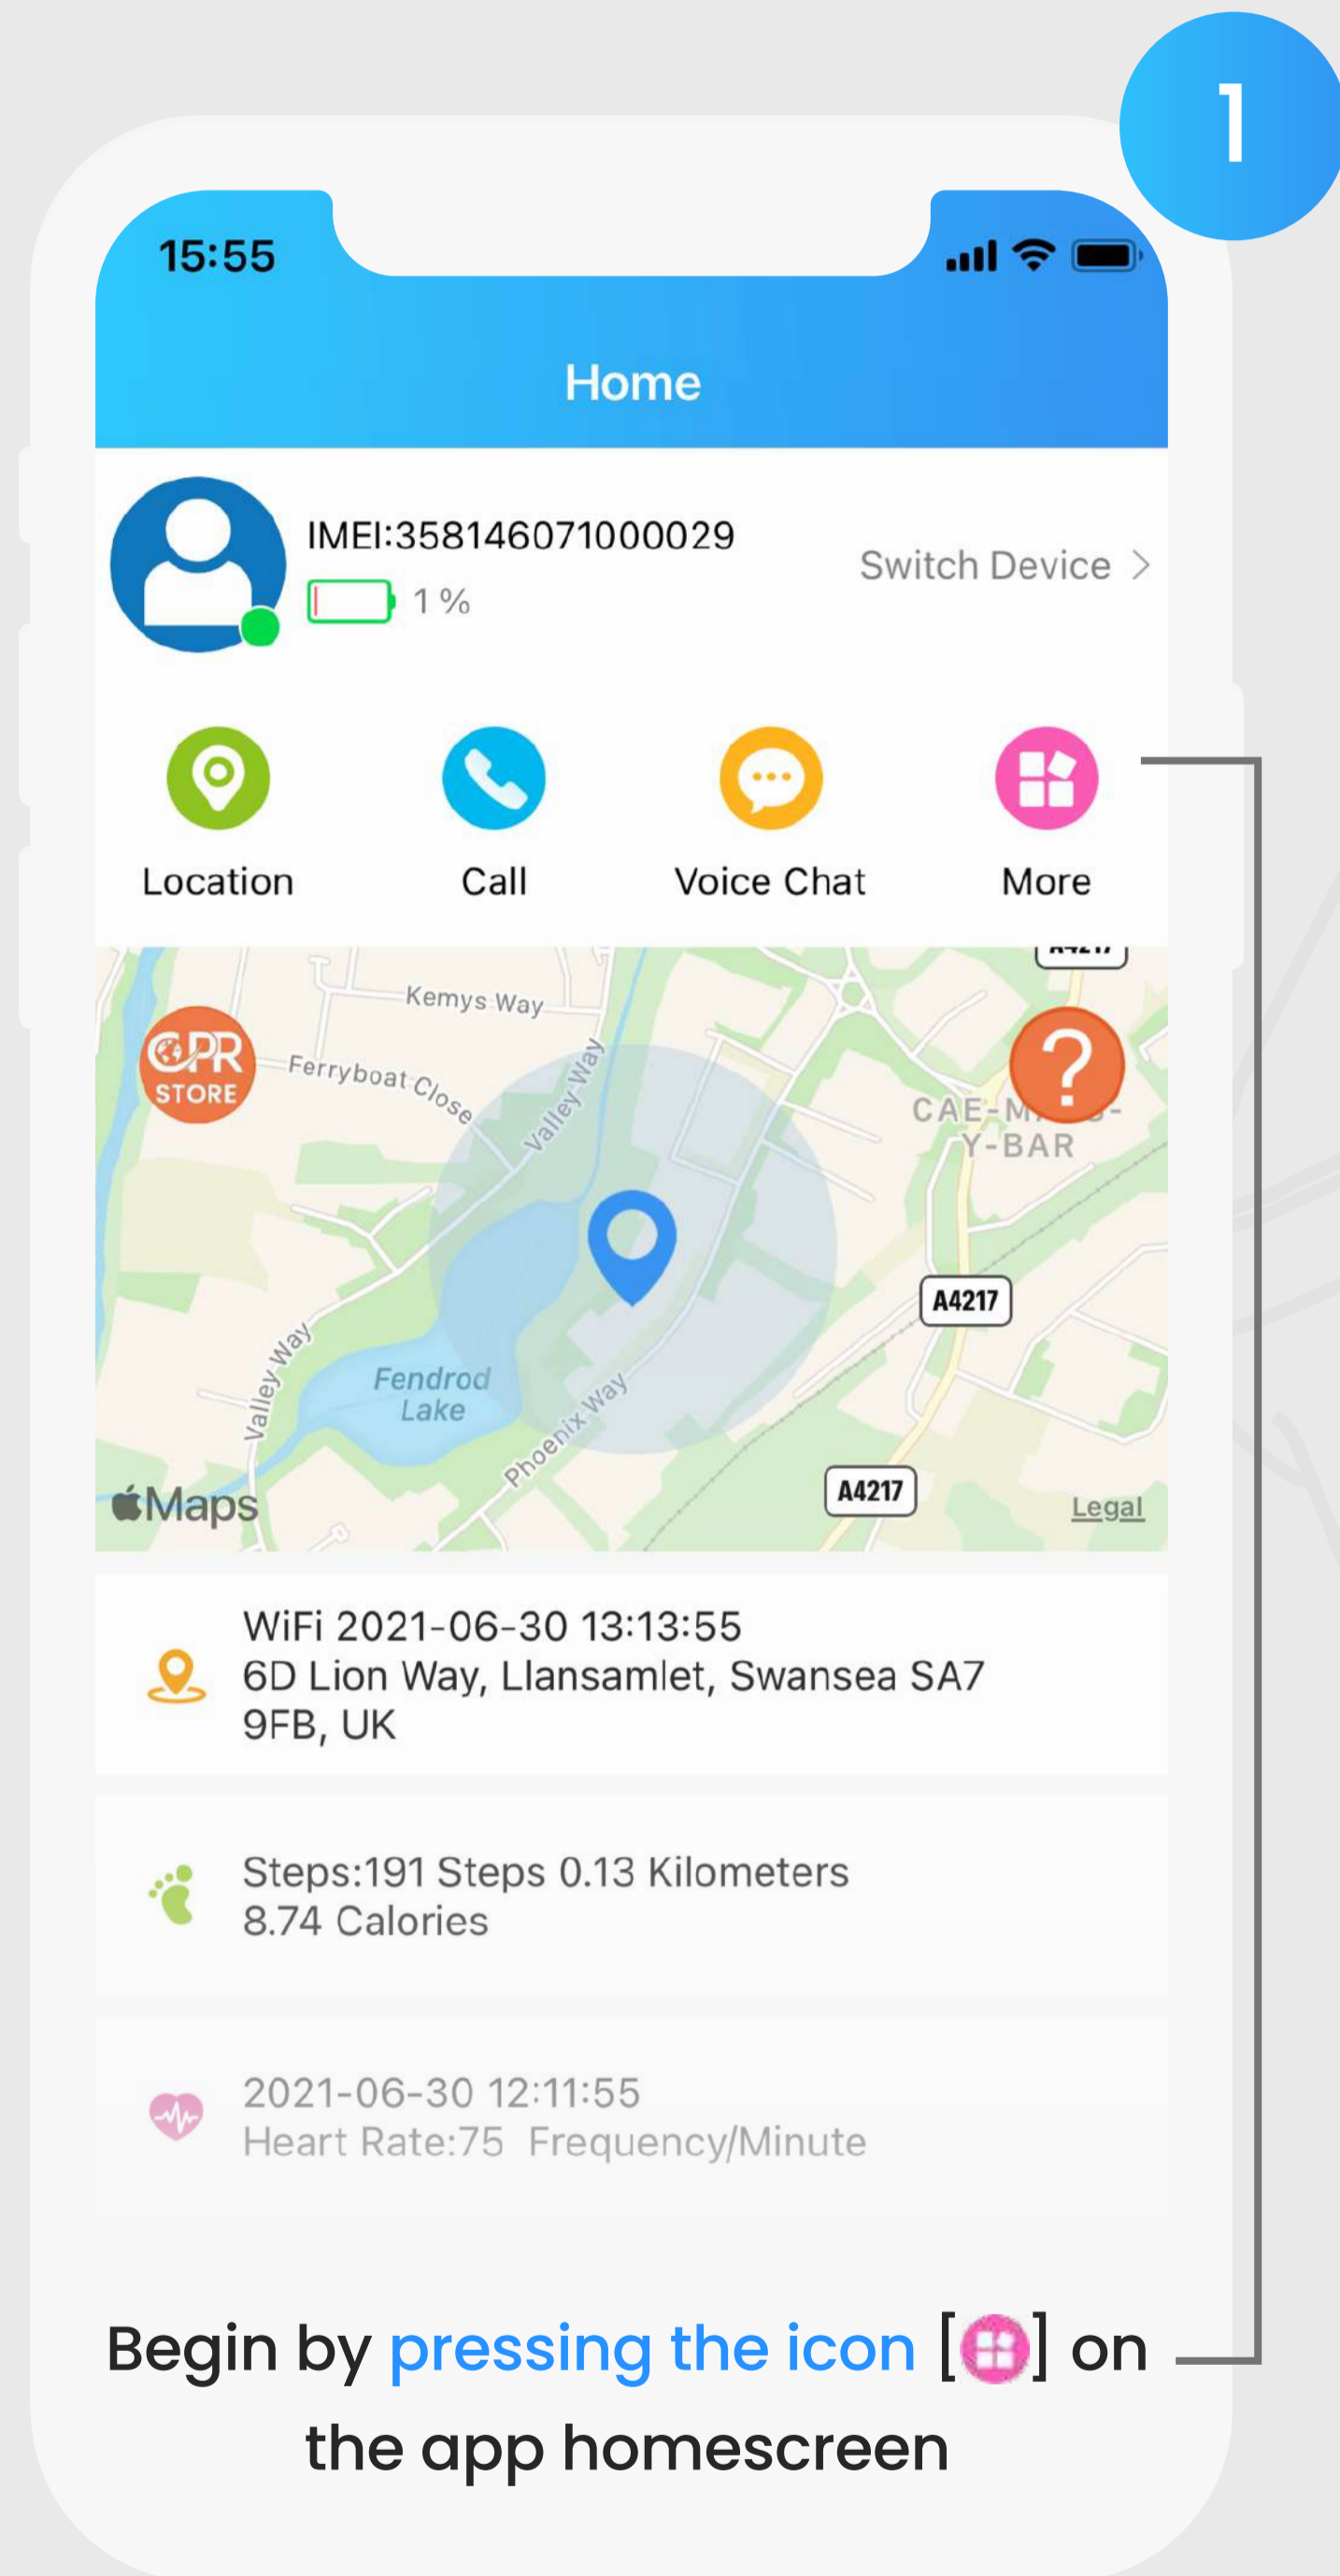 1
15:55
Home
IMEI:358146071000029
1%
Switch Device >
Location Call Voice Chat More
Kemys Way
Ferryboat Close
Valley Way
CPR
STORE
?
Y-BAR
A4217
Valley Way
Fendrod
Lake
Phoenix Way
A4217
Maps
Legal
WiFi 2021-06-30 13:13:55
6D Lion Way, Llansamlet, Swansea SA7
9FB, UK
Steps:191 Steps 0.13 Kilometers
8.74 Calories
2021-06-30 12:11:55
Heart Rate:75 Frequency/Minute
Begin by pressing the icon [ ] on
the app homescreen